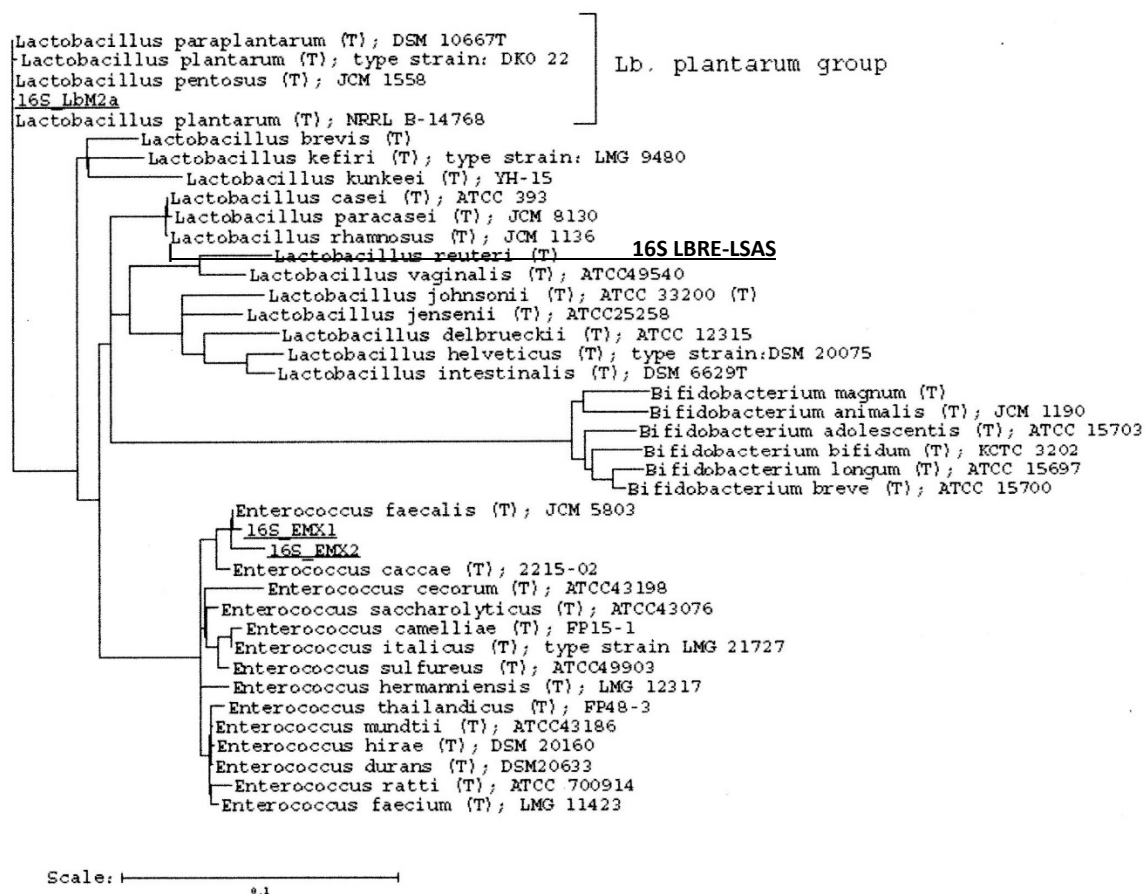 Lactobacillus paraplantarum (T); DSM 10667T
Lactobacillus plantarum (T); type strain: DKO 22
Lb. plantarum group
Lactobacillus pentosus (T); JCM 1558
16S_LbM2a
Lactobacillus plantarum (T); NRRL B-14768
Lactobacillus brevis (T)
Lactobacillus kefiri (T); type strain: LMG 9480
Lactobacillus kunkeei (T); YH-15
Lactobacillus casei (T); ATCC 393
Lactobacillus paracasei (T); JCM 8130
Lactobacillus rhamnosus (T); JCM 1136
Lactobacillus reuteri (T) 16S LBRE-LSAS
Lactobacillus vaginalis (T); ATCC49540
Lactobacillus johnsonii (T); ATCC 33200 (T)
Lactobacillus jensenii (T); ATCC25258
Lactobacillus delbrueckii (T); ATCC 12315
Lactobacillus helveticus (T); type strain:DSM 20075
Lactobacillus intestinalis (T); DSM 6629T
Bifidobacterium magnum (T)
Bifidobacterium animalis (T); JCM 1190
Bifidobacterium adolescentis (T); ATCC 15703
Bifidobacterium bifidum (T); KCTC 3202
Bifidobacterium longum (T); ATCC 15697
Bifidobacterium breve (T); ATCC 15700
Enterococcus faecalis (T); JCM 5803
16S_EMX1
16S_EMX2
Enterococcus caccae (T); 2215-02
Enterococcus cecorum (T); ATCC43198
Enterococcus saccharolyticus (T); ATCC43076
Enterococcus camelliae (T); FP15-1
Enterococcus italicus (T); type strain LMG 21727
Enterococcus sulfureus (T); ATCC49903
Enterococcus hermanniensis (T); LMG 12317
Enterococcus thailandicus (T); FP48-3
Enterococcus mundtii (T); ATCC43186
Enterococcus hirae (T); DSM 20160
Enterococcus durans (T); DSM20633
Enterococcus ratti (T); ATCC 700914
Enterococcus faecium (T); LMG 11423
Scale:
0.1